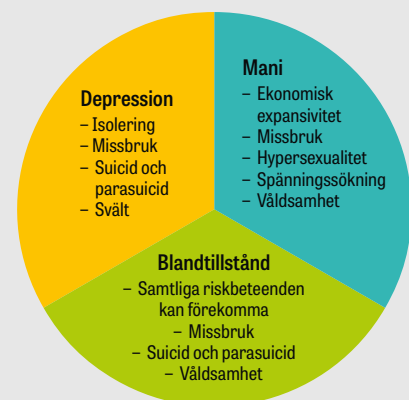 Depression
– Isolering
– Missbruk
– Suicid och
parasuicid
– Svält
Mani
– Ekonomisk
expansivitet
– Missbruk
– Hypersexualitet
– Spänningssökning
– Våldsamhet
Blandtillstånd
– Samtliga riskbeteenden
kan förekomma
– Missbruk
– Suicid och parasuicid
– Våldsamhet